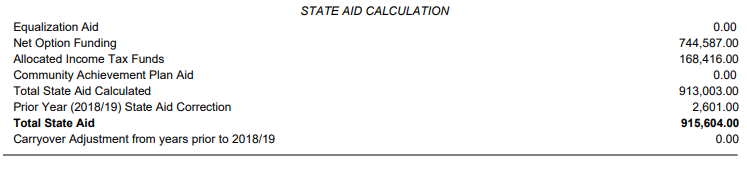 STATE AID CALCULATION
Equalization Aid 0.00
Net Option Funding 744,587.00
Allocated Income Tax Funds 168,416.00
Community Achievement Plan Aid 0.00
Total State Aid Calculated 913,003.00
Prior Year (2018/19) State Aid Correction 2,601.00
Total State Aid 915,604.00
Carryover Adjustment from years prior to 2018/19 0.00